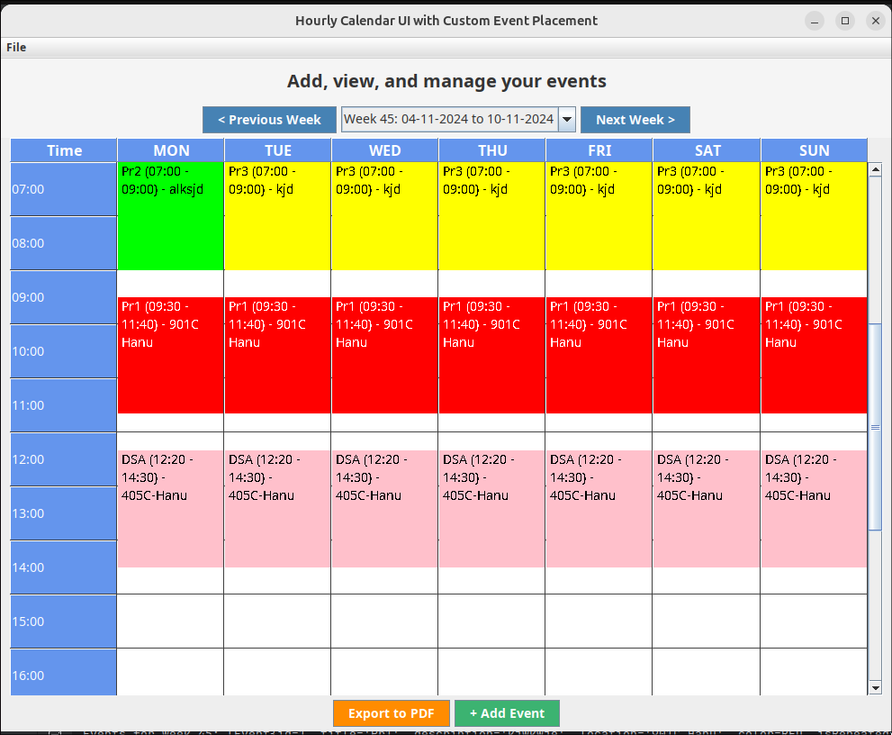 Hourly Calendar UI with Custom Event Placement
File
Add, view, and manage your events
< Previous Week
Week 45: 04-11-2024 to 10-11-2024
Next Week >
Time MON TUE WED THU FRI SAT SUN
07:00
Pr2 (07:00 -
09:00} - alksjd
Pr3 (07:00 -
09:00} - kjd
Pr3 (07:00 -
09:00} - kjd
Pr3 (07:00 -
09:00} - kjd
Pr3 (07:00 -
09:00} - kjd
Pr3 (07:00 -
09:00} - kjd
Pr3 (07:00 -
09:00} - kjd
08:00
09:00
Pr1 (09:30 -
11:40} - 901C
Hanu
Pr1 (09:30 -
11:40} - 901C
Hanu
Pr1 (09:30 -
11:40} - 901C
Hanu
Pr1 (09:30 -
11:40} - 901C
Hanu
Pr1 (09:30 -
11:40} - 901C
Hanu
Pr1 (09:30 -
11:40} - 901C
Hanu
Pr1 (09:30 -
11:40} - 901C
Hanu
10:00
11:00
12:00
DSA (12:20 -
14:30} -
405C-Hanu
DSA (12:20 -
14:30} -
405C-Hanu
DSA (12:20 -
14:30} -
405C-Hanu
DSA (12:20 -
14:30} -
405C-Hanu
DSA (12:20 -
14:30} -
405C-Hanu
DSA (12:20 -
14:30} -
405C-Hanu
DSA (12:20 -
14:30} -
405C-Hanu
13:00
14:00
15:00
16:00
Export to PDF
+ Add Event